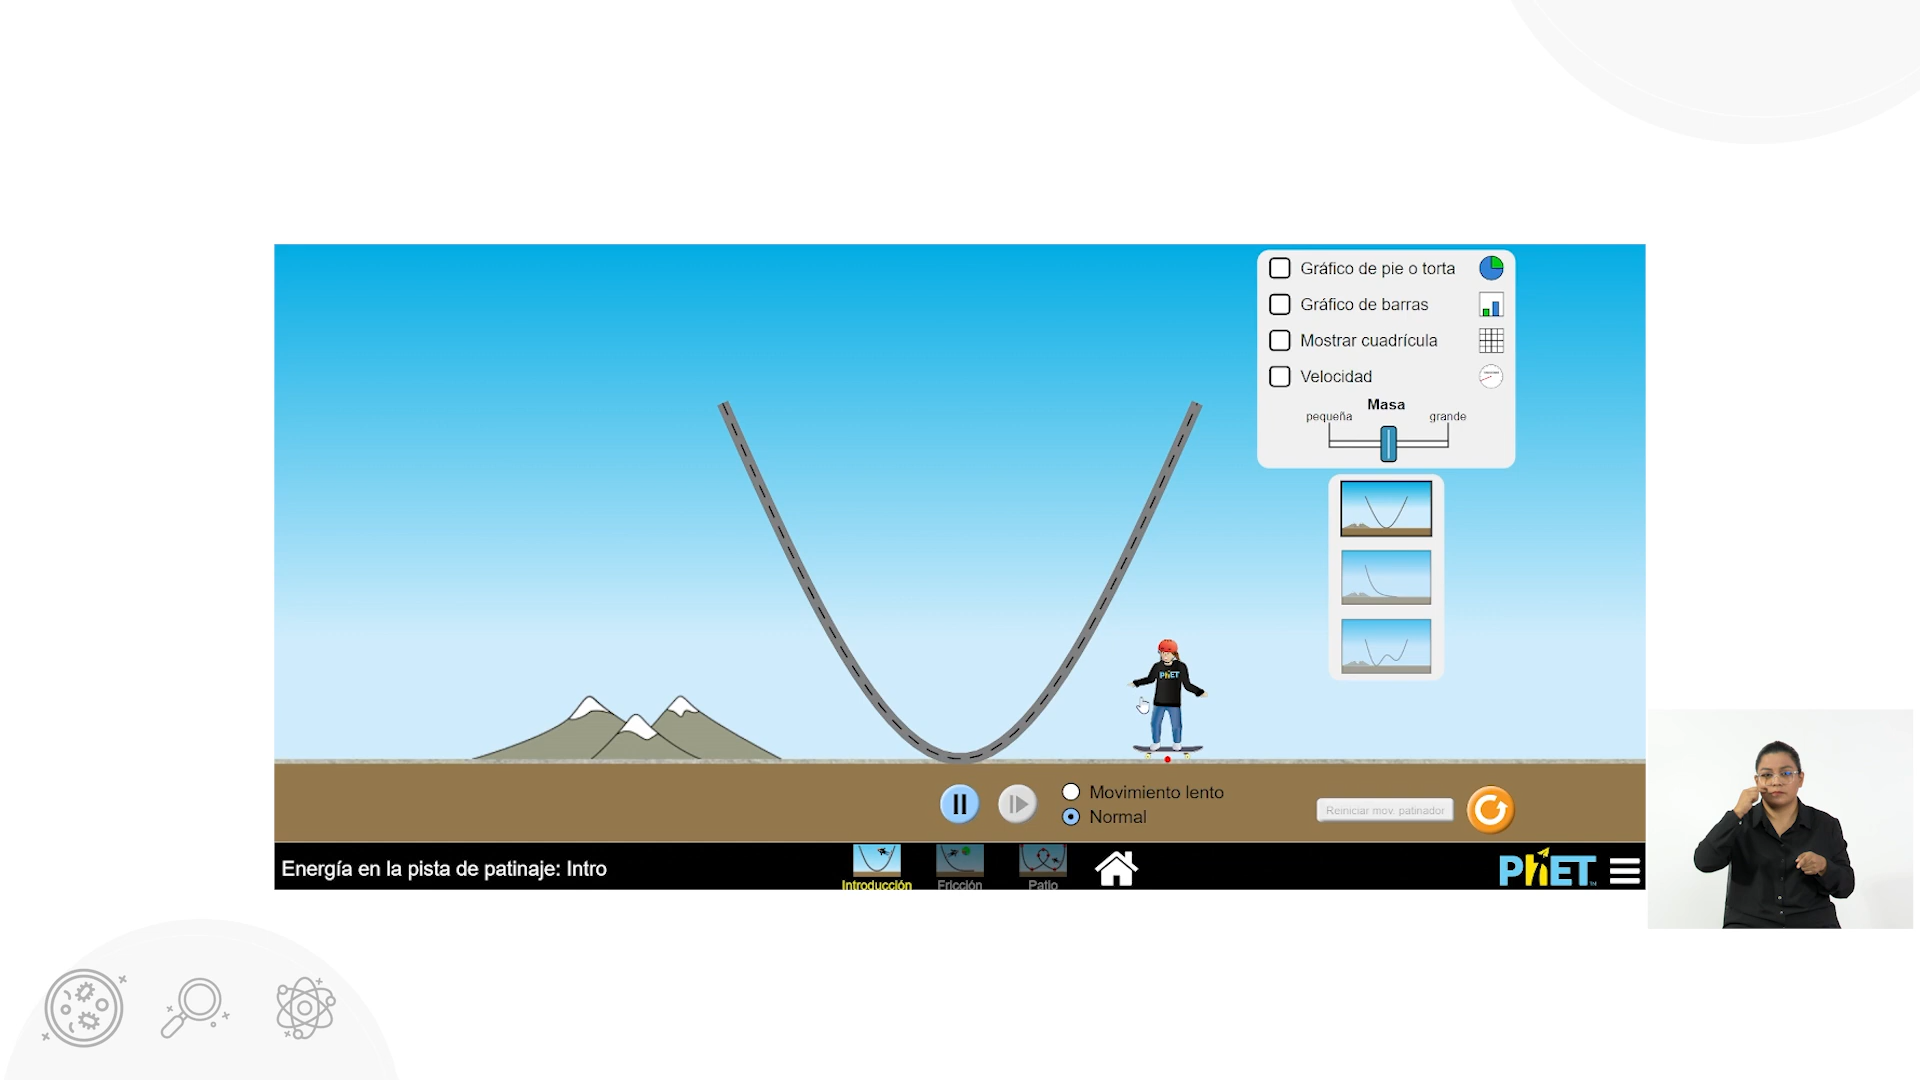 Gráfico de pie o torta
Gráfico de barras
Mostrar cuadrícula
Velocidad
Masa
pequeña grande
PhET
Movimiento lento
Normal
Reiniciar mov. patinador
Energía en la pista de patinaje: Intro
Introducción
Fricción
Patio
PhET